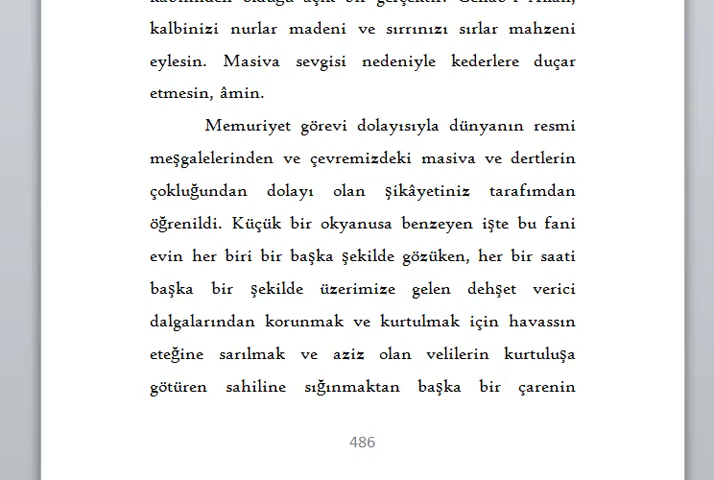 kalbinizi nurlar madeni ve sırrınızı sırlar mahzeni
eylesin. Masiva sevgisi nedeniyle kederlere duçar
etmesin, âmin.
Memuriyet görevi dolayısıyla dünyanın resmi
meşgalelerinden ve çevremizdeki masiva ve dertlerin
çokluğundan dolayı olan şikâyetiniz tarafımdan
öğrenildi. Küçük bir okyanusa benzeyen işte bu fani
evin her biri bir başka şekilde gözüken, her bir saati
başka bir şekilde üzerimize gelen dehşet verici
dalgalarından korunmak ve kurtulmak için havassın
eteğine sarılmak ve aziz olan velilerin kurtuluşa
götüren sahiline sığınmaktan başka bir çarenin
486